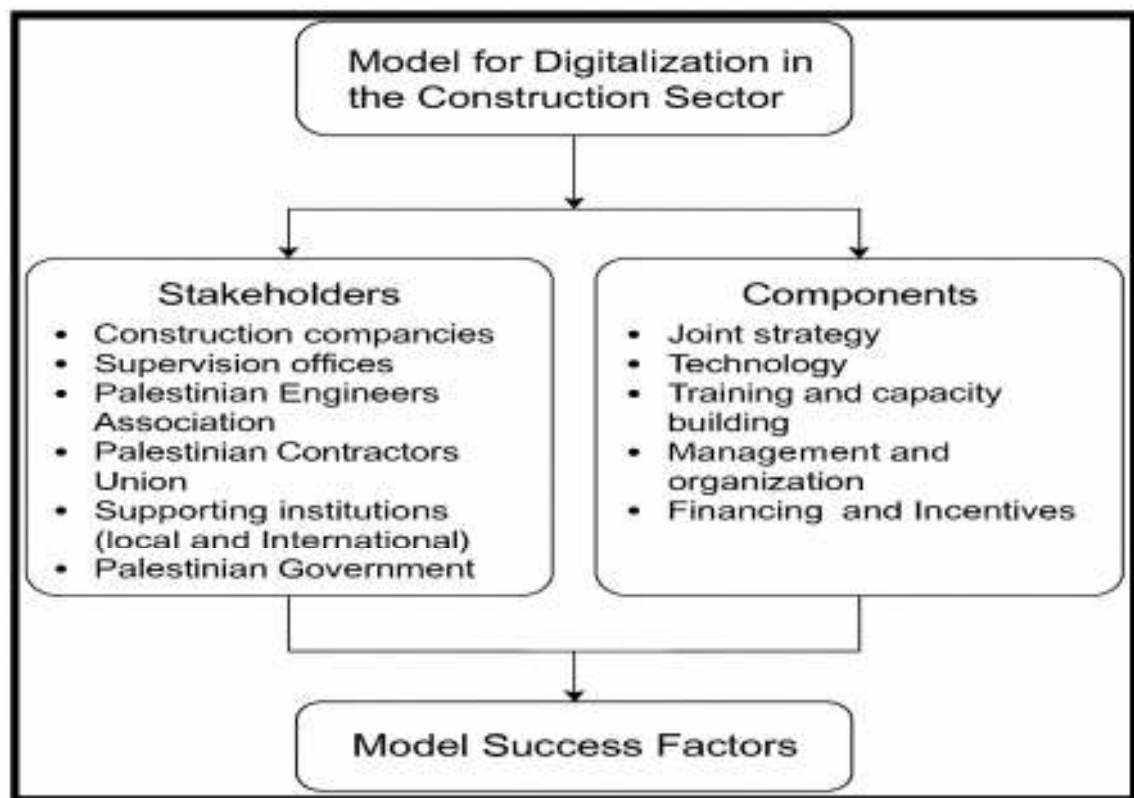 Model for Digitalization in
the Construction Sector
Stakeholders
• Construction compancies
• Supervision offices
• Palestinian Engineers
Association
• Palestinian Contractors
Union
• Supporting institutions
(local and International)
• Palestinian Government
Components
• Joint strategy
• Technology
• Training and capacity
building
• Management and
organization
• Financing and Incentives
Model Success Factors